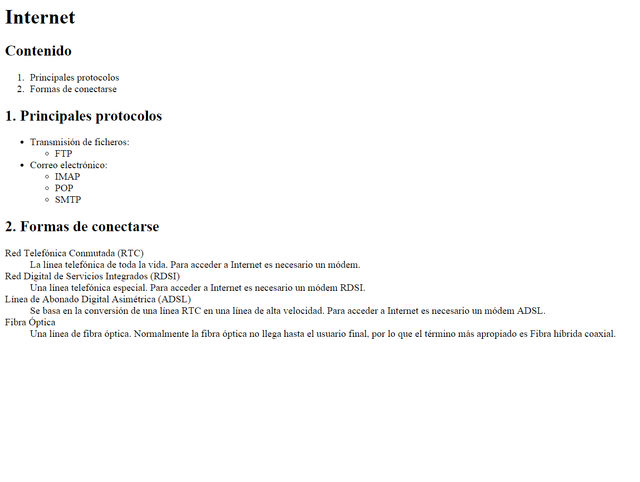 Internet
Contenido
1. Principales protocolos
2. Formas de conectarse
1. Principales protocolos
• Transmisión de ficheros:
◦ FTP
• Correo electrónico:
◦ IMAP
◦ POP
◦ SMTP
2. Formas de conectarse
Red Telefónica Conmutada (RTC)
La línea telefónica de toda la vida. Para acceder a Internet es necesario un módem.
Red Digital de Servicios Integrados (RDSI)
Una línea telefónica especial. Para acceder a Internet es necesario un módem RDSI.
Línea de Abonado Digital Asimétrica (ADSL)
Se basa en la conversión de una línea RTC en una línea de alta velocidad. Para acceder a Internet es necesario un módem ADSL.
Fibra Óptica
Una línea de fibra óptica. Normalmente la fibra óptica no llega hasta el usuario final, por lo que el término más apropiado es Fibra híbrida coaxial.